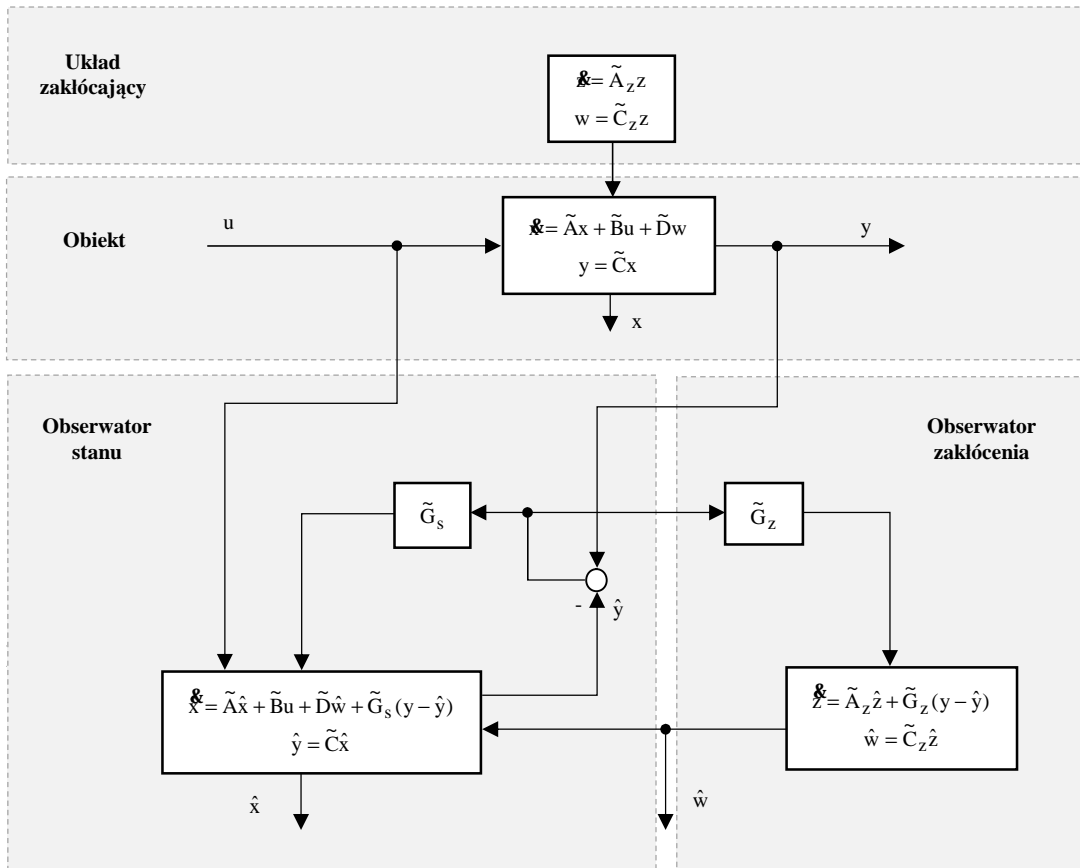 Układ
zakłócający
& = Ã_z z
w = C̃_z z
Obiekt
u
& = Ãx + B̃u + D̃w
y = C̃x
y
x
Obserwator
stanu
Obserwator
zakłócenia
G̃_s
G̃_z
-
ŷ
&x̂ = Ãx̂ + B̃u + D̃ŵ + G̃_s(y − ŷ)
ŷ = C̃x̂
&ẑ = Ã_z ẑ + G̃_z(y − ŷ)
ŵ = C̃_z ẑ
x̂
ŵ